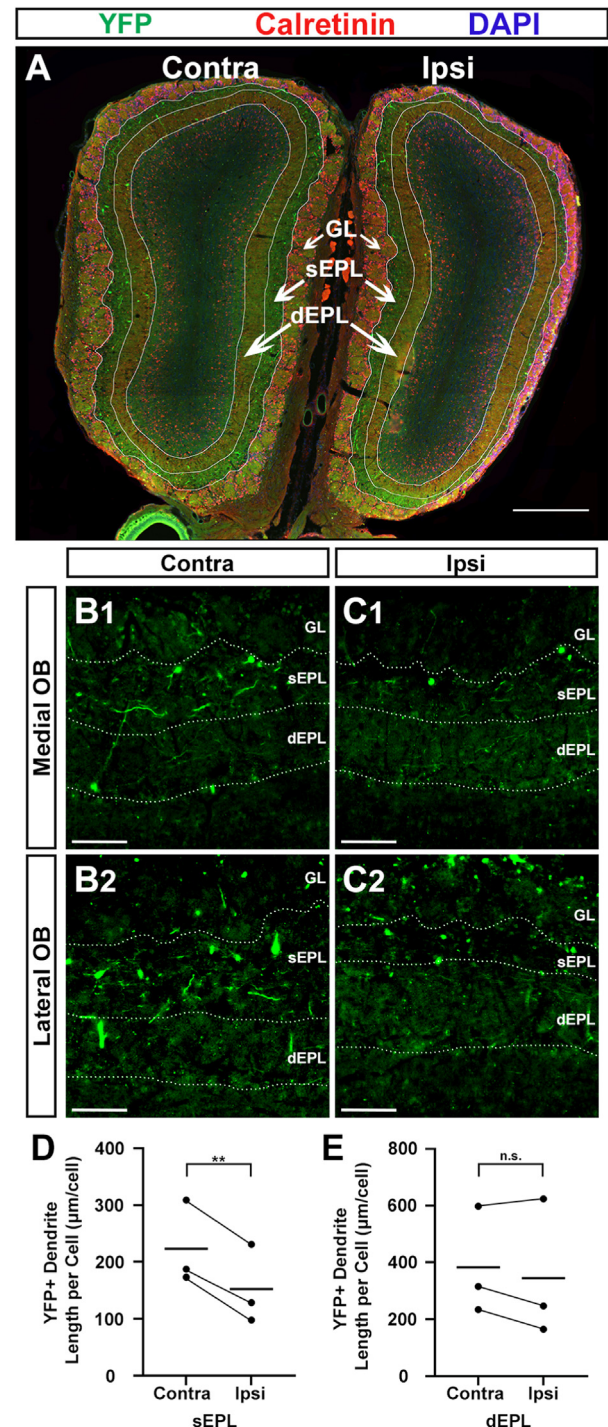 YFP Calretinin DAPI
A
Contra Ipsi
GL
sEPL
dEPL
Contra Ipsi
Medial OB
B1
GL
sEPL
dEPL
C1
GL
sEPL
dEPL
Lateral OB
B2
GL
sEPL
dEPL
C2
GL
sEPL
dEPL
D
YFP+ Dendrite
Length per Cell (µm/cell)
400
300
200
100
0
**
Contra Ipsi
sEPL
E
YFP+ Dendrite
Length per Cell (µm/cell)
800
600
400
200
0
n.s.
Contra Ipsi
dEPL